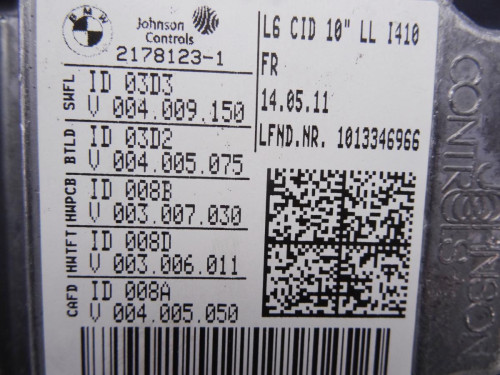 BMW
Johnson
Controls
2178123-1
SWFL ID 03D3
V 004.009.150
BTLD ID 03D2
V 004.005.075
HWPCB ID 008B
V 003.007.030
HWTFT ID 008D
V 003.006.011
CAFD ID 008A
V 004.005.050
L6 CID 10" LL I410
FR
14.05.11
LFND.NR. 1013346966